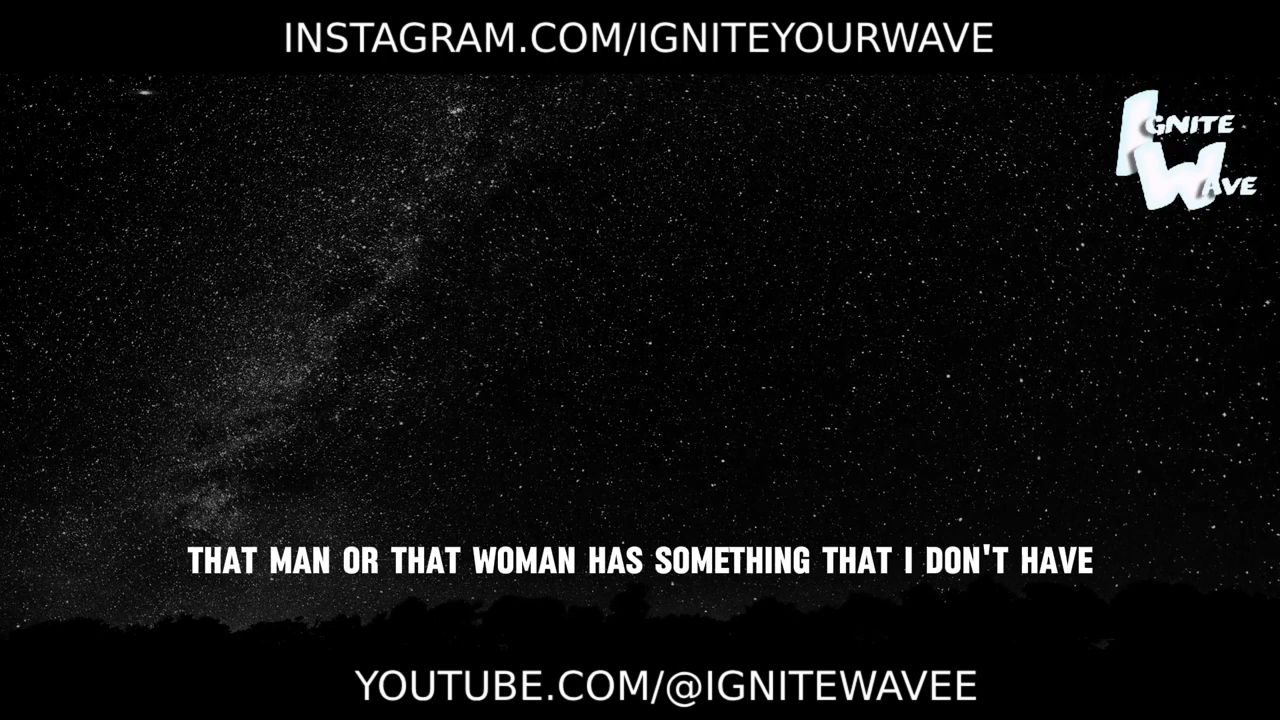 INSTAGRAM.COM/IGNITEYOURWAVE
IGNITE
WAVE
THAT MAN OR THAT WOMAN HAS SOMETHING THAT I DON'T HAVE
YOUTUBE.COM/@IGNITEWAVEE